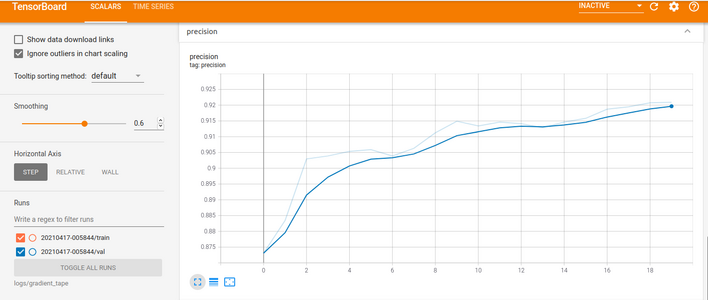 TensorBoard SCALARS TIME SERIES INACTIVE
Show data download links
Ignore outliers in chart scaling
Tooltip sorting method: default
Smoothing
0.6
Horizontal Axis
STEP RELATIVE WALL
Runs
Write a regex to filter runs
20210417-005844/train
20210417-005844/val
TOGGLE ALL RUNS
logs/gradient_tape
precision
precision
tag: precision
0.925
0.92
0.915
0.91
0.905
0.9
0.895
0.89
0.885
0.88
0.875
0 2 4 6 8 10 12 14 16 18